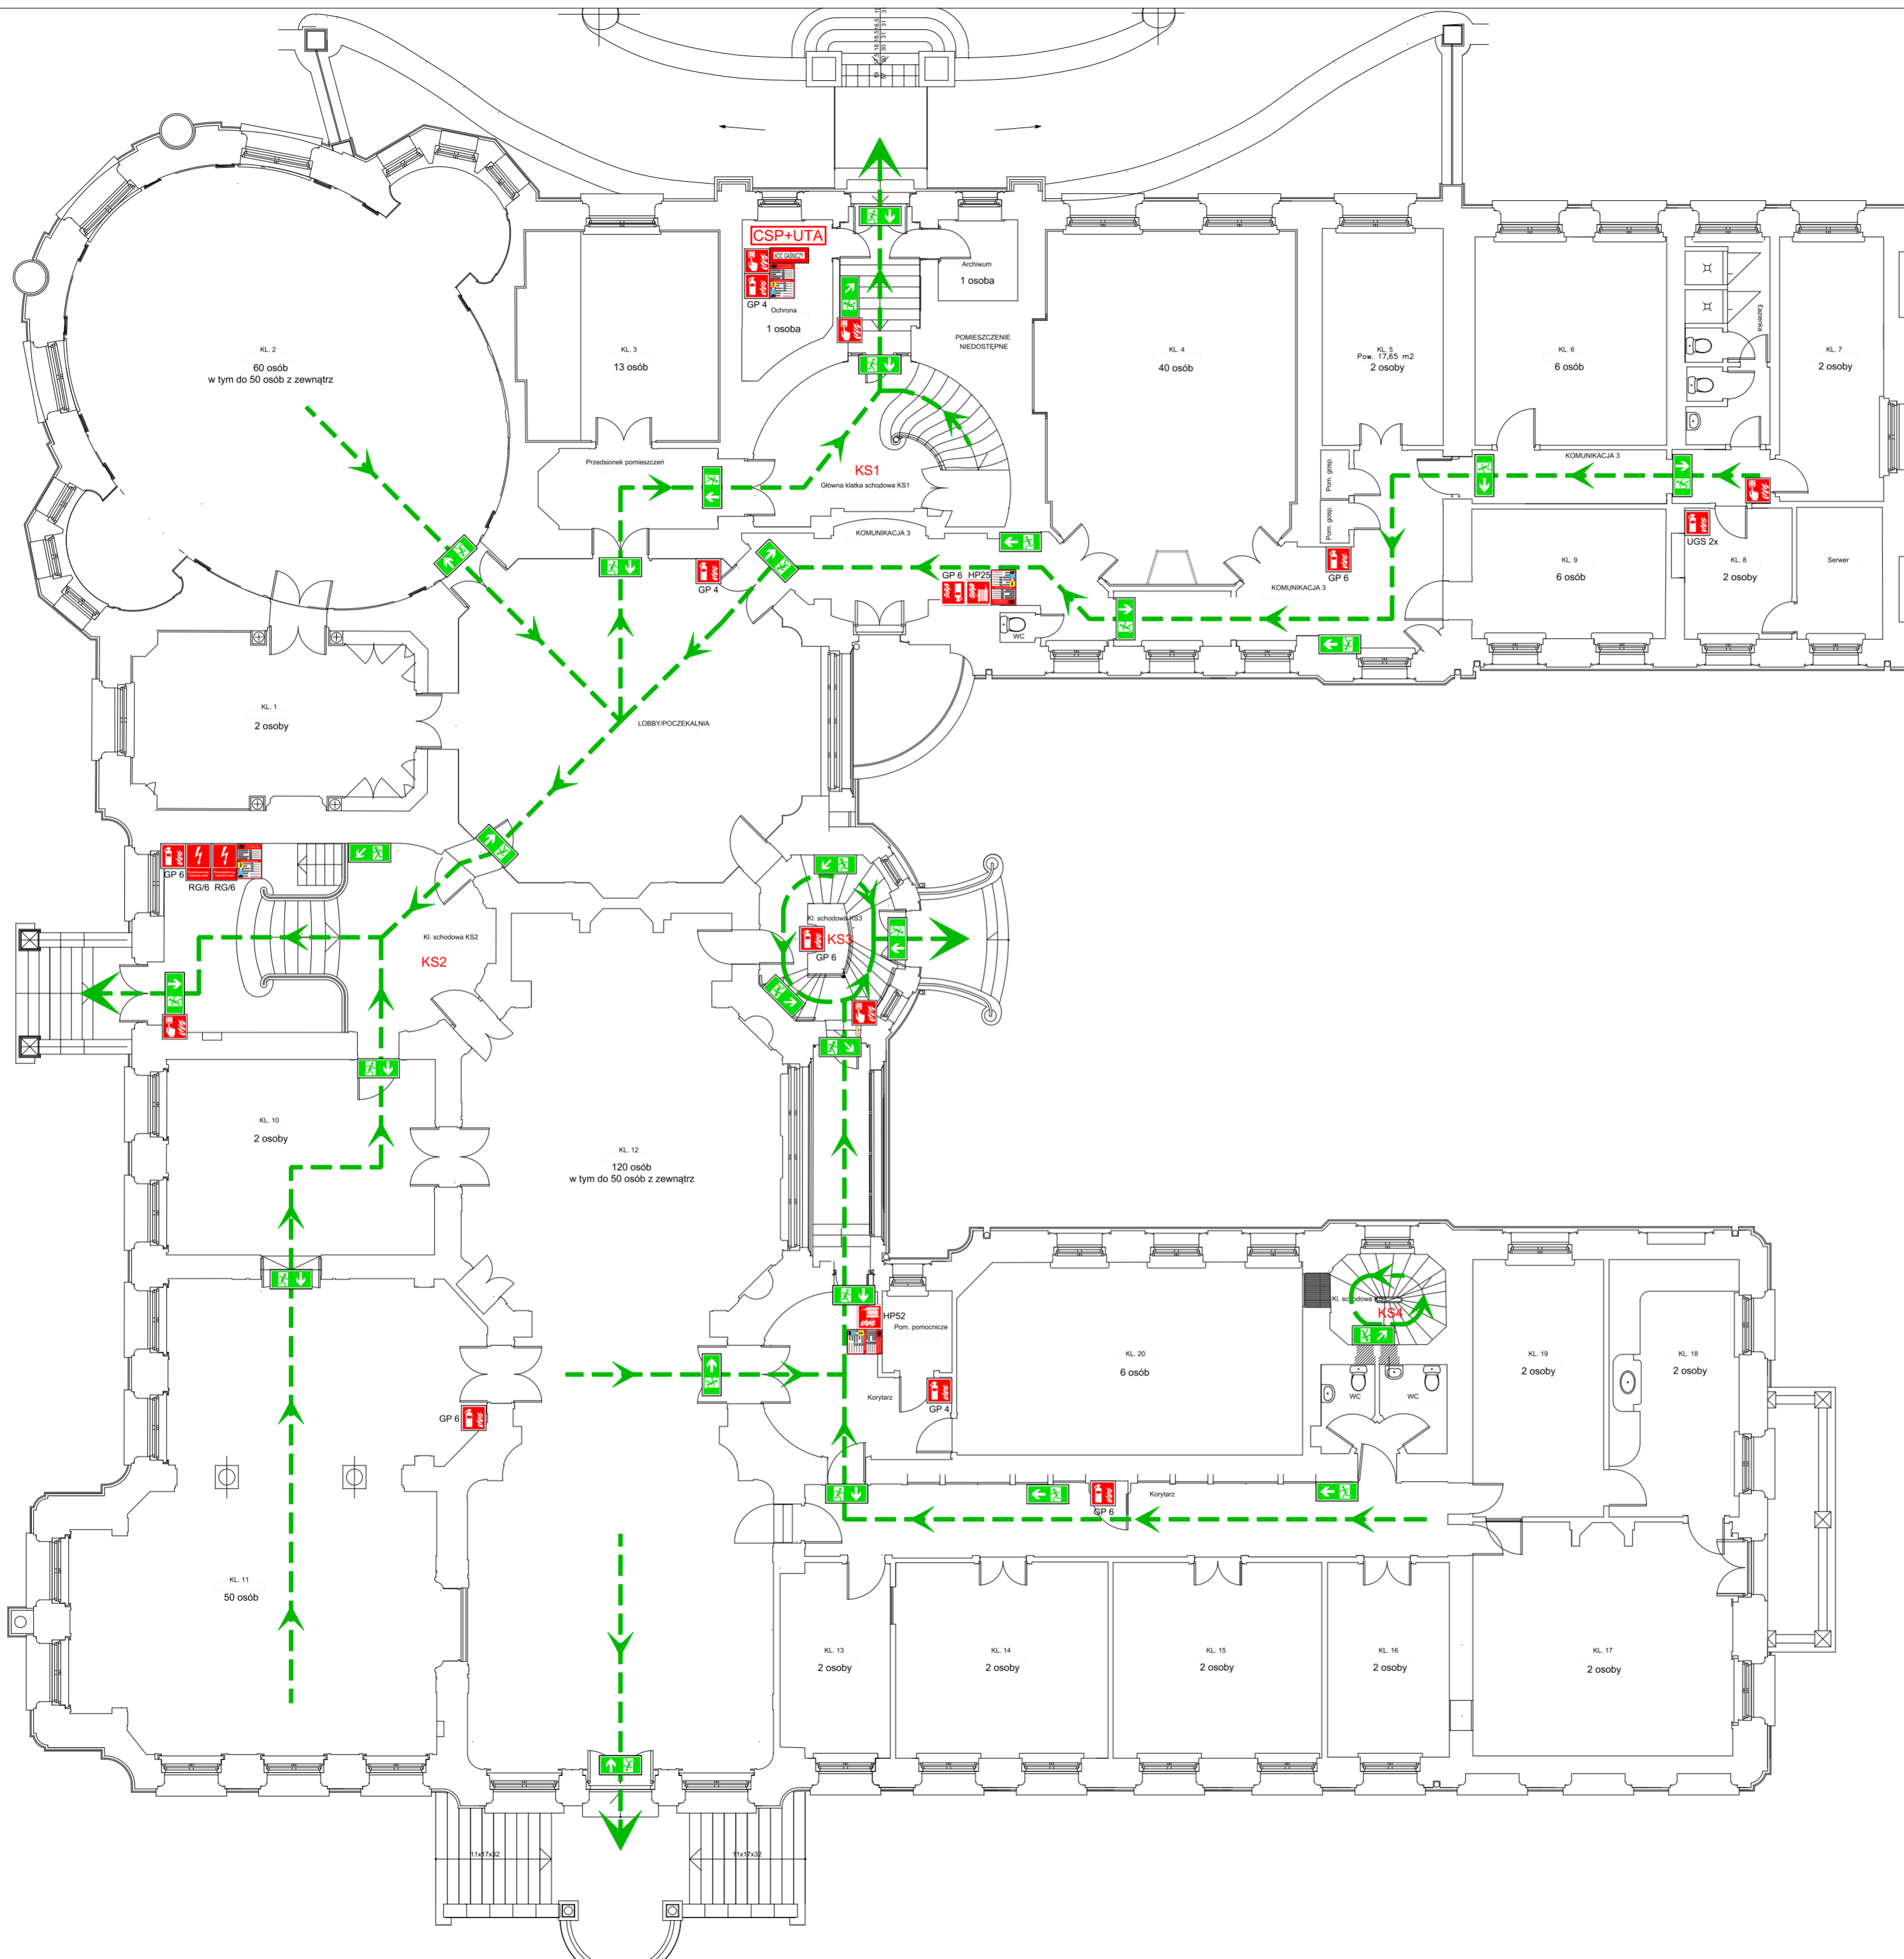 CSP+UTA
KOC GAŚNICZY
GP 4
Ochrona
1 osoba
Archiwum
1 osoba
POMIESZCZENIE
NIEDOSTĘPNE
KL. 2
60 osób
w tym do 50 osób z zewnątrz
KL. 3
13 osób
KL. 4
40 osób
KL. 5
Pow. 17,65 m2
2 osoby
KL. 6
6 osób
Łazienka
KL. 7
2 osoby
Przedsionek pomieszczeń
KS1
Główna klatka schodowa KS1
Pom. gosp.
Pom. gosp.
KOMUNIKACJA 3
KOMUNIKACJA 3
GP 4
GP 6
HP25
WC
KOMUNIKACJA 3
GP 6
KL. 9
6 osób
UGS 2x
KL. 8
2 osoby
Serwer
KL. 1
2 osoby
LOBBY/POCZEKALNIA
GP 6
RG/6
RG/6
Kl. schodowa KS2
KS2
Kl. schodowa KS3
KS3
GP 6
KL. 10
2 osoby
KL. 12
120 osób
w tym do 50 osób z zewnątrz
HP52
Pom. pomocnicze
Korytarz
GP 4
KL. 20
6 osób
KS4
WC
WC
KL. 19
2 osoby
KL. 18
2 osoby
GP 6
GP 6
Korytarz
KL. 11
50 osób
KL. 13
2 osoby
KL. 14
2 osoby
KL. 15
2 osoby
KL. 16
2 osoby
KL. 17
2 osoby
11x17x32
11x17x32